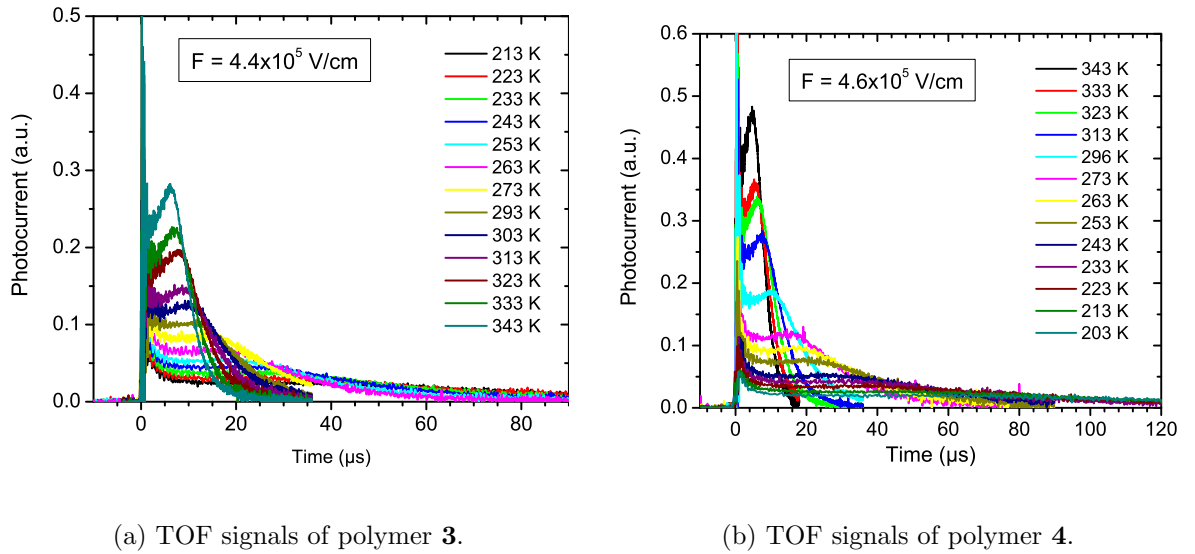 0.5
0.4
0.3
0.2
0.1
0.0
Photocurrent (a.u.)
F = 4.4x10⁵ V/cm
213 K
223 K
233 K
243 K
253 K
263 K
273 K
293 K
303 K
313 K
323 K
333 K
343 K
0 20 40 60 80
Time (µs)
(a) TOF signals of polymer 3.
0.6
0.5
0.4
0.3
0.2
0.1
0.0
Photocurrent (a.u.)
F = 4.6x10⁵ V/cm
343 K
333 K
323 K
313 K
296 K
273 K
263 K
253 K
243 K
233 K
223 K
213 K
203 K
0 20 40 60 80 100 120
Time (µs)
(b) TOF signals of polymer 4.